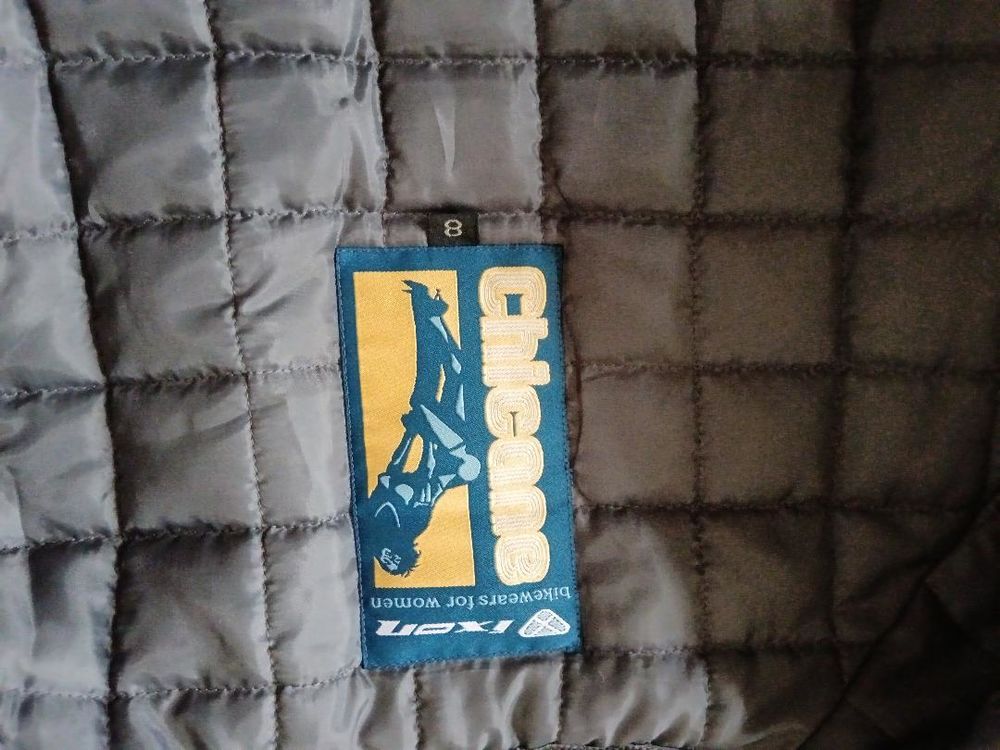 8
chicane
bikewears for women
ixon